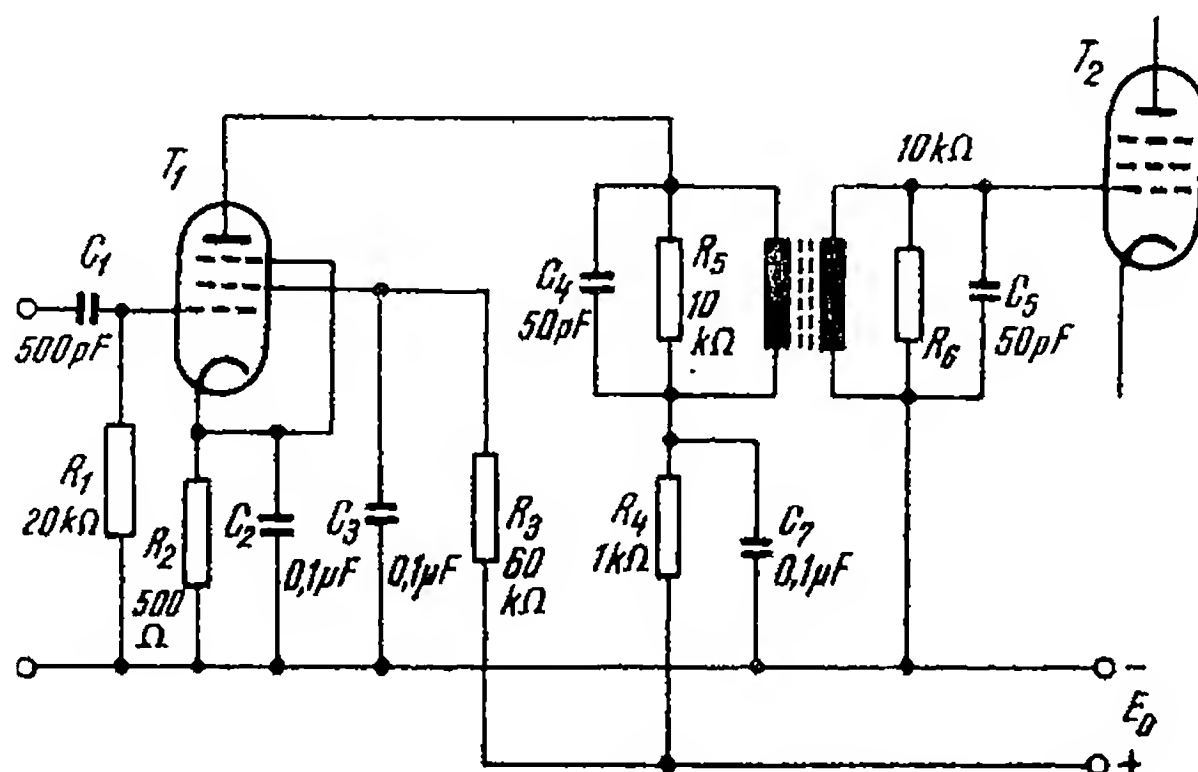 T2
10kΩ
T1
C1
500pF
C4
50pF
R5
10
kΩ
R6
C5
50pF
R1
20kΩ
R2
500
Ω
C2
0,1µF
C3
0,1µF
R3
60
kΩ
R4
1kΩ
C7
0,1µF
−
E0
+